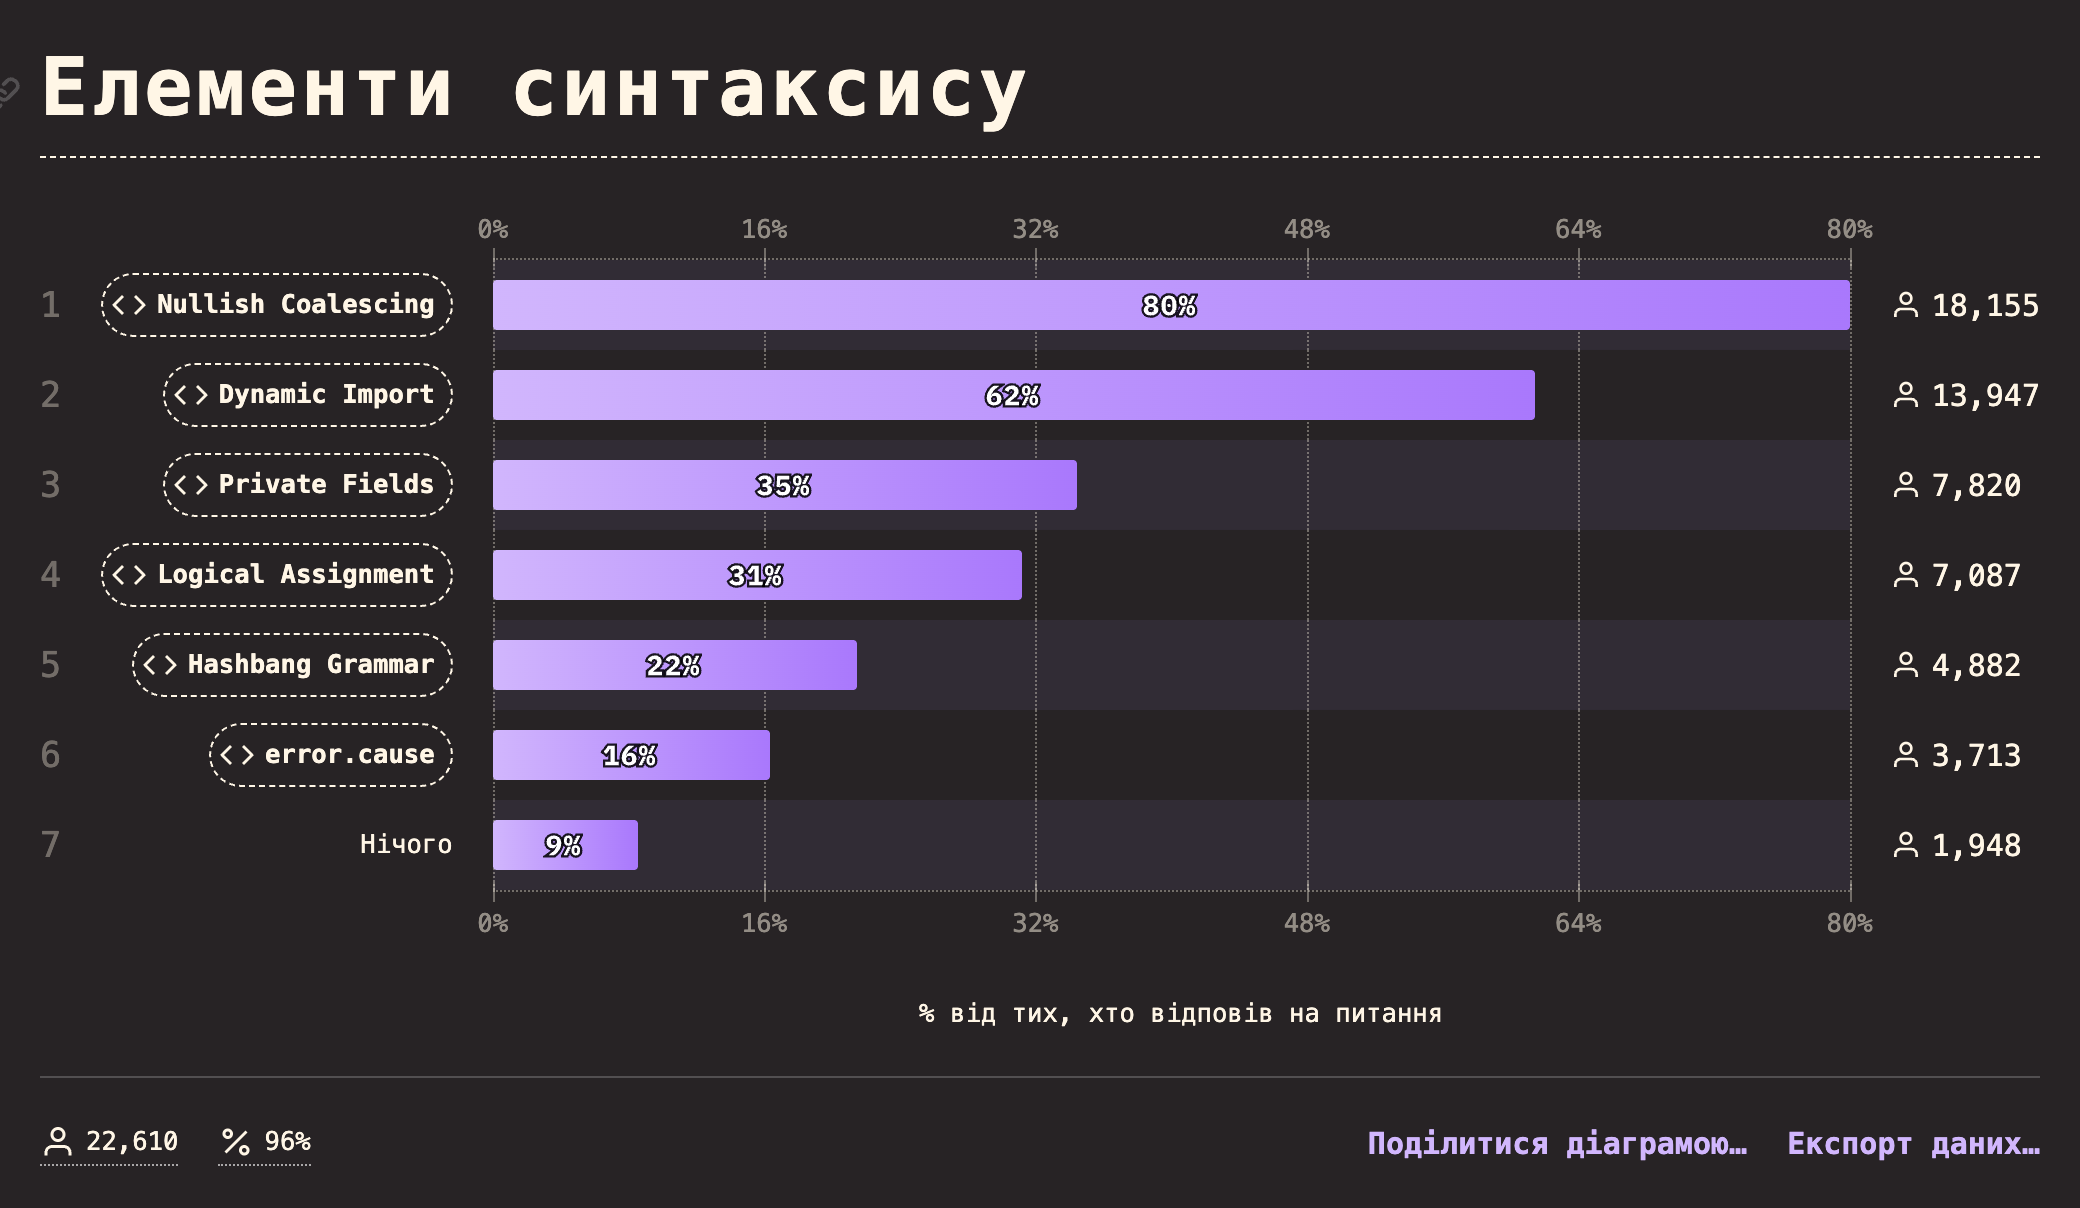 Елементи синтаксису
0% 16% 32% 48% 64% 80%
1 Nullish Coalescing 80% 18,155
2 Dynamic Import 62% 13,947
3 Private Fields 35% 7,820
4 Logical Assignment 31% 7,087
5 Hashbang Grammar 22% 4,882
6 error.cause 16% 3,713
7 Нічого 9% 1,948
0% 16% 32% 48% 64% 80%
% від тих, хто відповів на питання
22,610 96% Поділитися діаграмою… Експорт даних…